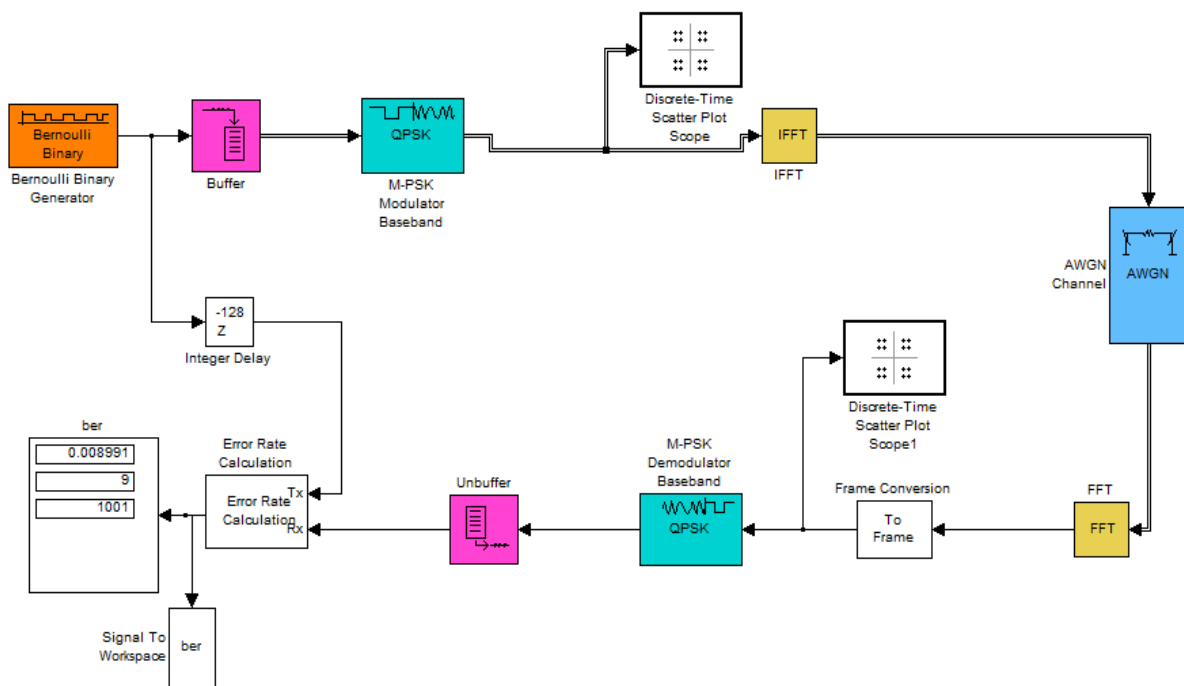 Discrete-Time
Scatter Plot
Scope
Bernoulli
Binary
Bernoulli Binary
Generator
Buffer
QPSK
M-PSK
Modulator
Baseband
IFFT
IFFT
AWGN
Channel
AWGN
-128
Z
Integer Delay
Discrete-Time
Scatter Plot
Scope1
ber
0.008991
9
1001
Error Rate
Calculation
Error Rate
Calculation
Tx
Rx
Unbuffer
M-PSK
Demodulator
Baseband
QPSK
Frame Conversion
To
Frame
FFT
FFT
Signal To
Workspace
ber